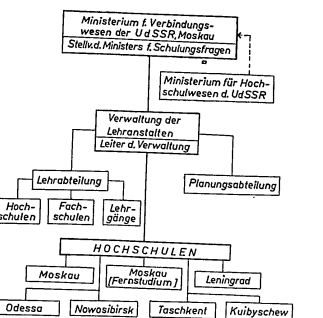 Ministerium f. Verbindungs-
wesen der UdSSR, Moskau
Stellv. d. Ministers f. Schulungsfragen
Ministerium für Hoch-
schulwesen d. UdSSR
Verwaltung der
Lehranstalten
Leiter d. Verwaltung
Lehrabteilung
Planungsabteilung
Hoch-
schulen
Fach-
schulen
Lehr-
gänge
HOCHSCHULEN
Moskau
Moskau
[Fernstudium]
Leningrad
Odessa
Nowosibirsk
Taschkent
Kuibyschew